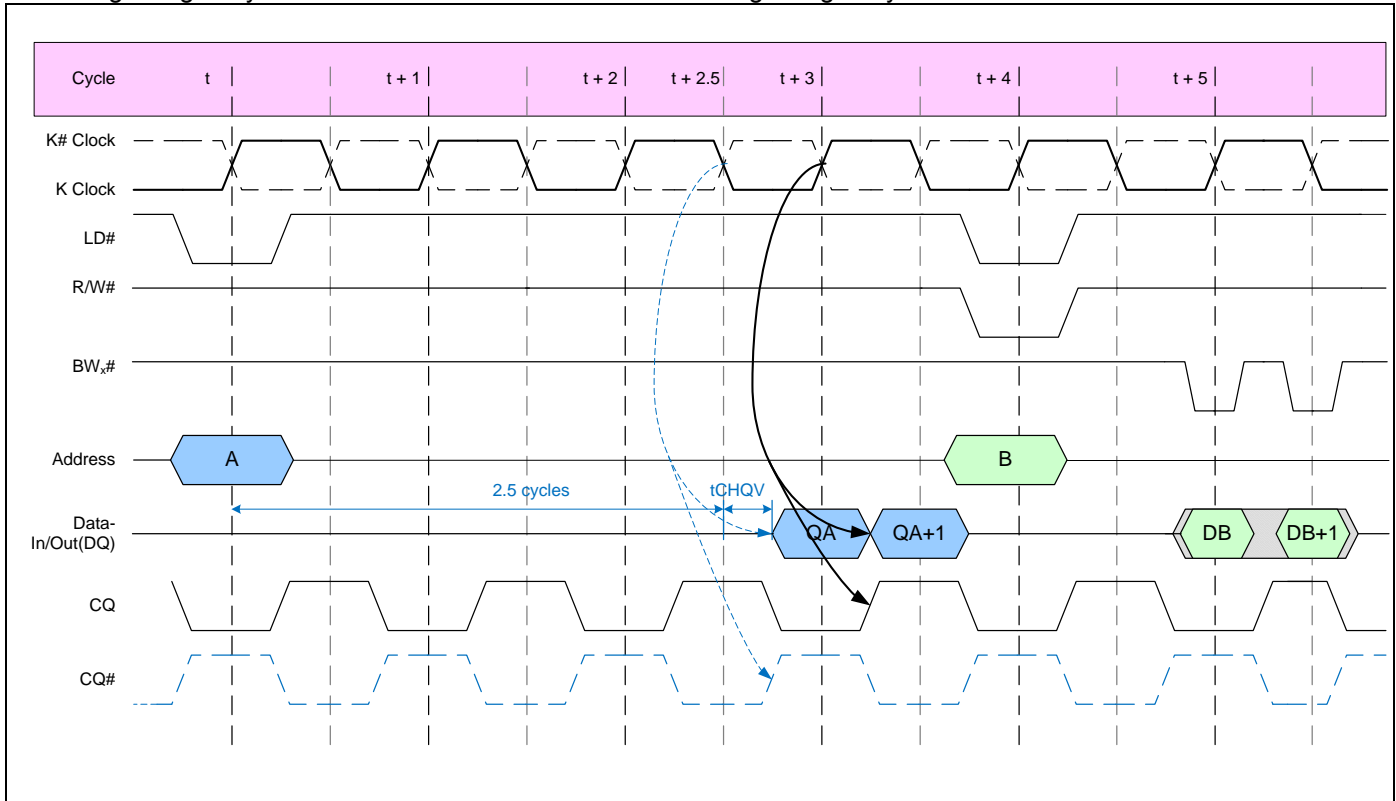 Cycle t t + 1 t + 2 t + 2.5 t + 3 t + 4 t + 5
K# Clock
K Clock
LD#
R/W#
BWx#
Address A B
2.5 cycles tCHQV
Data-
In/Out(DQ) QA QA+1 DB DB+1
CQ
CQ#